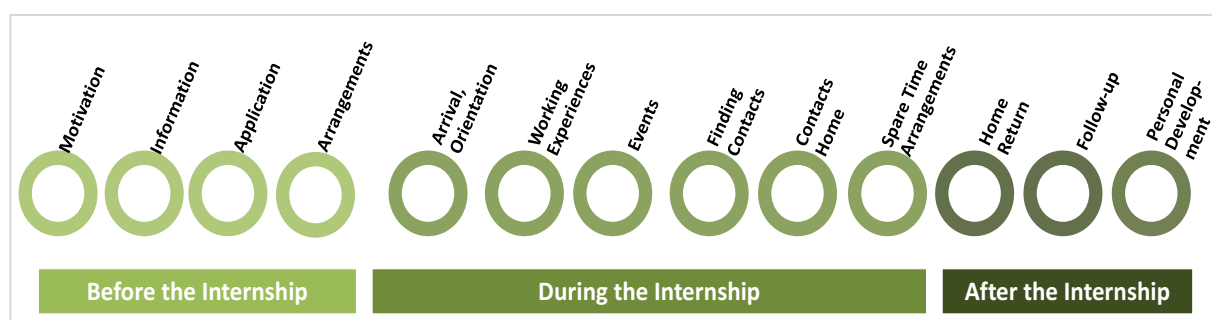 Motivation
Information
Application
Arrangements
Arrival,
Orientation
Working
Experiences
Events
Finding
Contacts
Contacts
Home
Spare Time
Arrangements
Home
Return
Follow-up
Personal
Develop-
ment
Before the Internship
During the Internship
After the Internship